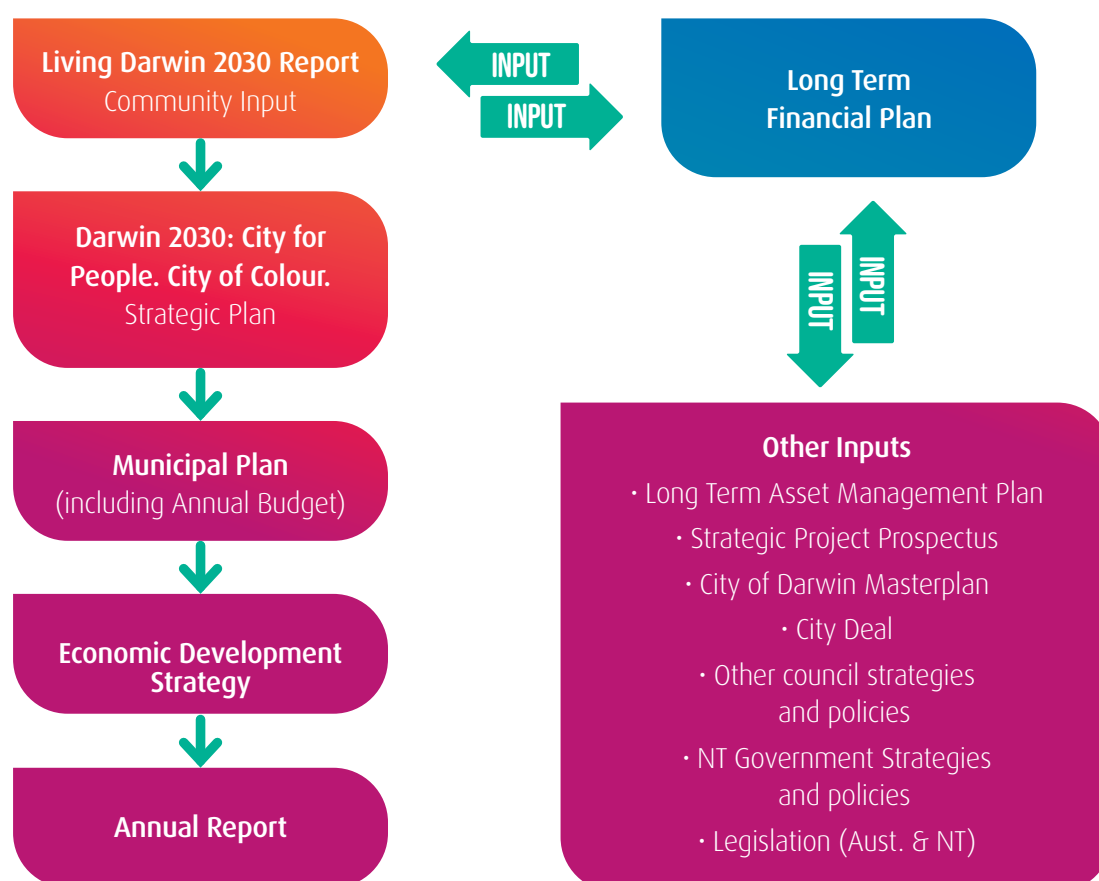 Living Darwin 2030 Report
Community Input
INPUT
INPUT
Long Term
Financial Plan
Darwin 2030: City for
People. City of Colour.
Strategic Plan
INPUT
INPUT
Municipal Plan
(including Annual Budget)
Economic Development
Strategy
Annual Report
Other Inputs
· Long Term Asset Management Plan
· Strategic Project Prospectus
· City of Darwin Masterplan
· City Deal
· Other council strategies
and policies
· NT Government Strategies
and policies
· Legislation (Aust. & NT)